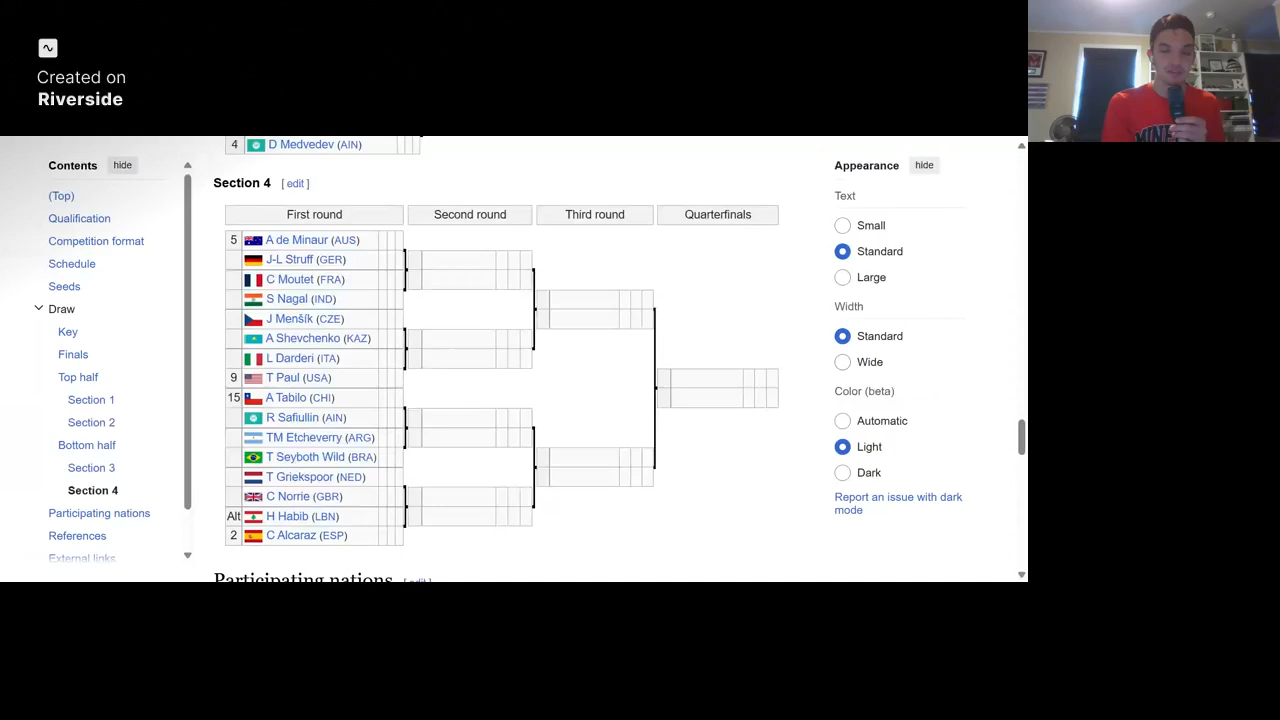 Created on
Riverside
4 D Medvedev (AIN)
Contents hide
(Top)
Qualification
Competition format
Schedule
Seeds
Draw
Key
Finals
Top half
Section 1
Section 2
Bottom half
Section 3
Section 4
Participating nations
References
External links
Section 4 [ edit ]
First round Second round Third round Quarterfinals
5 A de Minaur (AUS)
J-L Struff (GER)
C Moutet (FRA)
S Nagal (IND)
J Menšík (CZE)
A Shevchenko (KAZ)
L Darderi (ITA)
9 T Paul (USA)
15 A Tabilo (CHI)
R Safiullin (AIN)
TM Etcheverry (ARG)
T Seyboth Wild (BRA)
T Griekspoor (NED)
C Norrie (GBR)
Alt H Habib (LBN)
2 C Alcaraz (ESP)
Participating nations [ edit ]
Appearance hide
Text
Small
Standard
Large
Width
Standard
Wide
Color (beta)
Automatic
Light
Dark
Report an issue with dark
mode